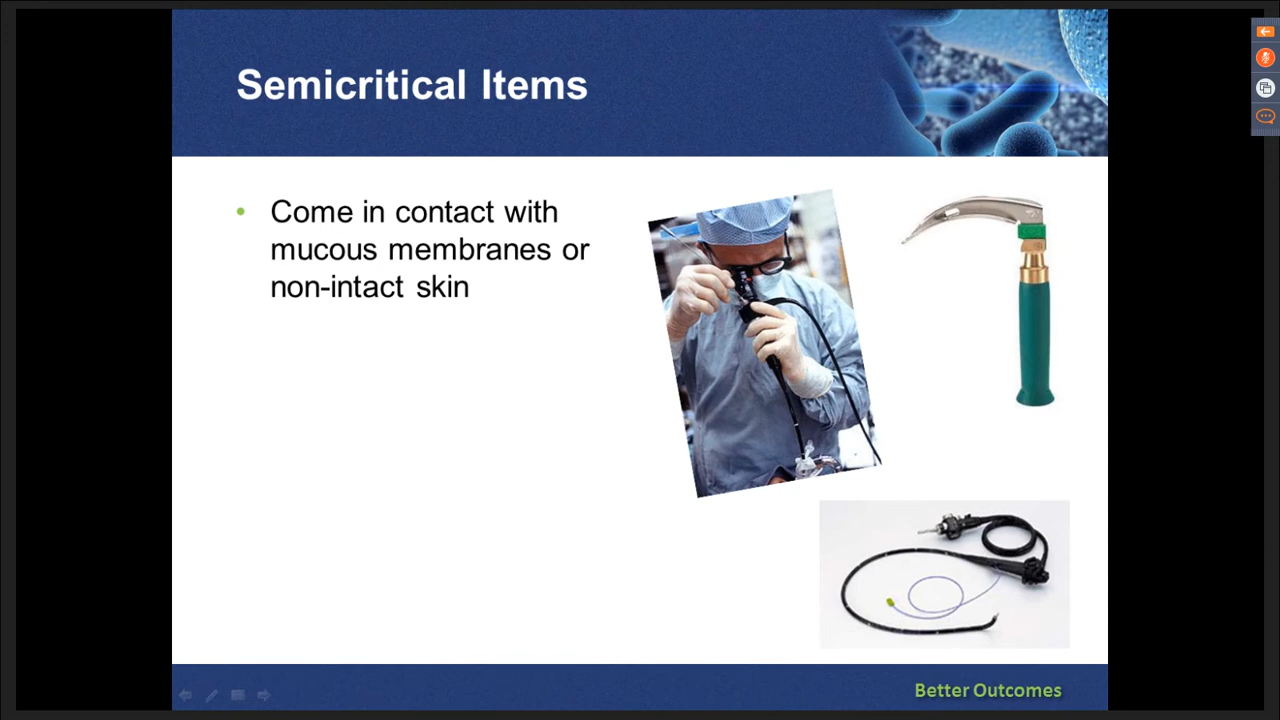 Semicritical Items
• Come in contact with
mucous membranes or
non-intact skin
Better Outcomes